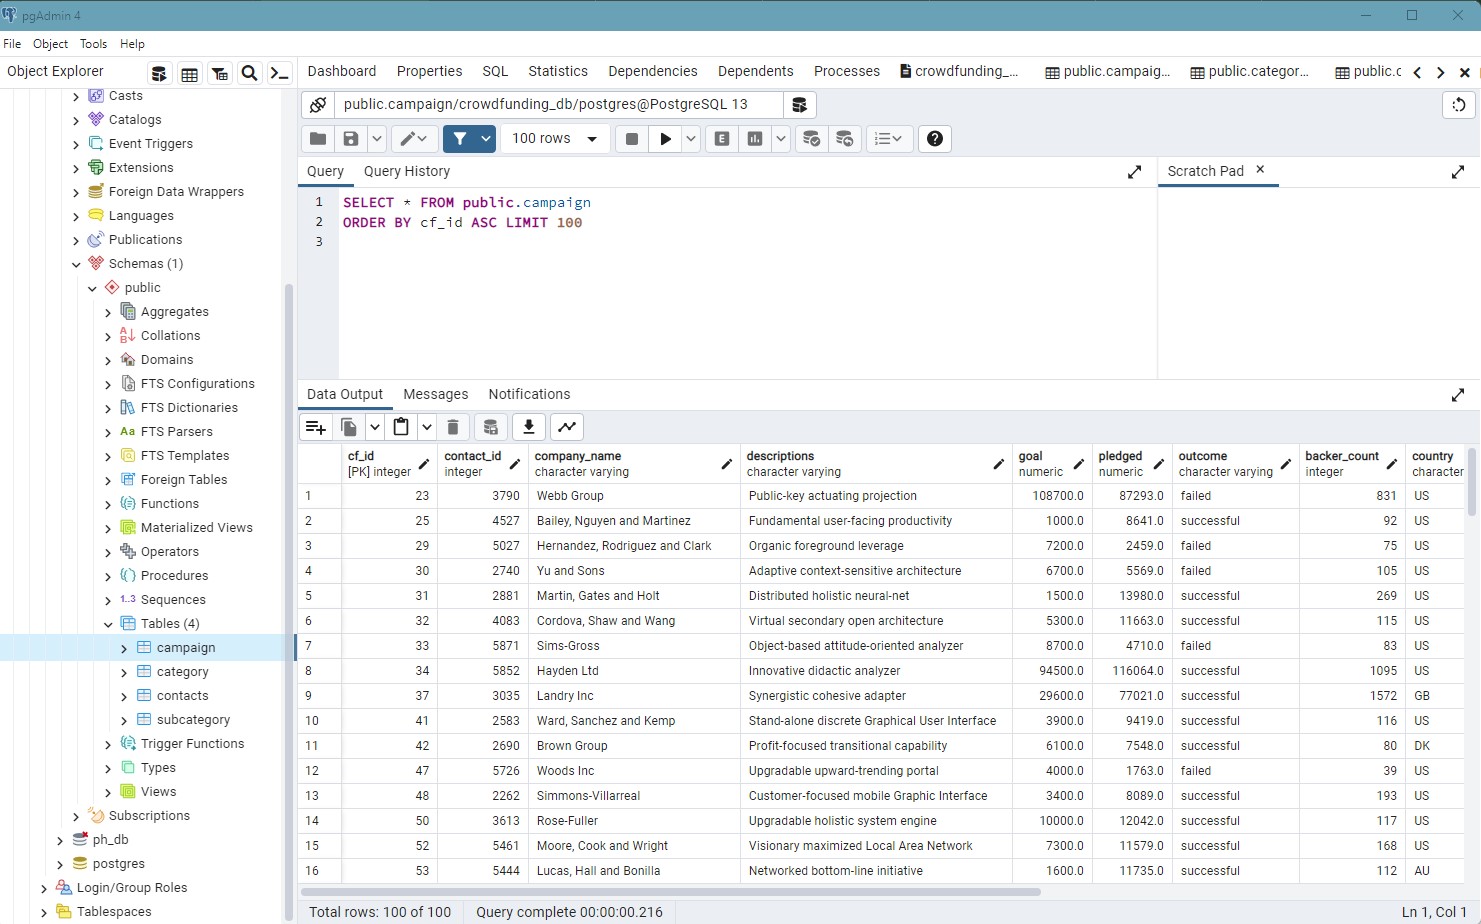 pgAdmin 4
File Object Tools Help
Object Explorer
Dashboard Properties SQL Statistics Dependencies Dependents Processes crowdfunding_... public.campaig... public.categor... public.c
Casts
Catalogs
Event Triggers
Extensions
Foreign Data Wrappers
Languages
Publications
Schemas (1)
public
Aggregates
Collations
Domains
FTS Configurations
FTS Dictionaries
Aa FTS Parsers
FTS Templates
Foreign Tables
Functions
Materialized Views
Operators
Procedures
1..3 Sequences
Tables (4)
campaign
category
contacts
subcategory
Trigger Functions
Types
Views
Subscriptions
ph_db
postgres
Login/Group Roles
Tablespaces
public.campaign/crowdfunding_db/postgres@PostgreSQL 13
100 rows E
Query Query History
Scratch Pad
1 SELECT * FROM public.campaign
2 ORDER BY cf_id ASC LIMIT 100
3
Data Output Messages Notifications
cf_id contact_id company_name descriptions goal pledged outcome backer_count country
[PK] integer integer character varying character varying numeric numeric character varying integer character
1 23 3790 Webb Group Public-key actuating projection 108700.0 87293.0 failed 831 US
2 25 4527 Bailey, Nguyen and Martinez Fundamental user-facing productivity 1000.0 8641.0 successful 92 US
3 29 5027 Hernandez, Rodriguez and Clark Organic foreground leverage 7200.0 2459.0 failed 75 US
4 30 2740 Yu and Sons Adaptive context-sensitive architecture 6700.0 5569.0 failed 105 US
5 31 2881 Martin, Gates and Holt Distributed holistic neural-net 1500.0 13980.0 successful 269 US
6 32 4083 Cordova, Shaw and Wang Virtual secondary open architecture 5300.0 11663.0 successful 115 US
7 33 5871 Sims-Gross Object-based attitude-oriented analyzer 8700.0 4710.0 failed 83 US
8 34 5852 Hayden Ltd Innovative didactic analyzer 94500.0 116064.0 successful 1095 US
9 37 3035 Landry Inc Synergistic cohesive adapter 29600.0 77021.0 successful 1572 GB
10 41 2583 Ward, Sanchez and Kemp Stand-alone discrete Graphical User Interface 3900.0 9419.0 successful 116 US
11 42 2690 Brown Group Profit-focused transitional capability 6100.0 7548.0 successful 80 DK
12 47 5726 Woods Inc Upgradable upward-trending portal 4000.0 1763.0 failed 39 US
13 48 2262 Simmons-Villarreal Customer-focused mobile Graphic Interface 3400.0 8089.0 successful 193 US
14 50 3613 Rose-Fuller Upgradable holistic system engine 10000.0 12042.0 successful 117 US
15 52 5461 Moore, Cook and Wright Visionary maximized Local Area Network 7300.0 11579.0 successful 168 US
16 53 5444 Lucas, Hall and Bonilla Networked bottom-line initiative 1600.0 11735.0 successful 112 AU
Total rows: 100 of 100 Query complete 00:00:00.216 Ln 1, Col 1